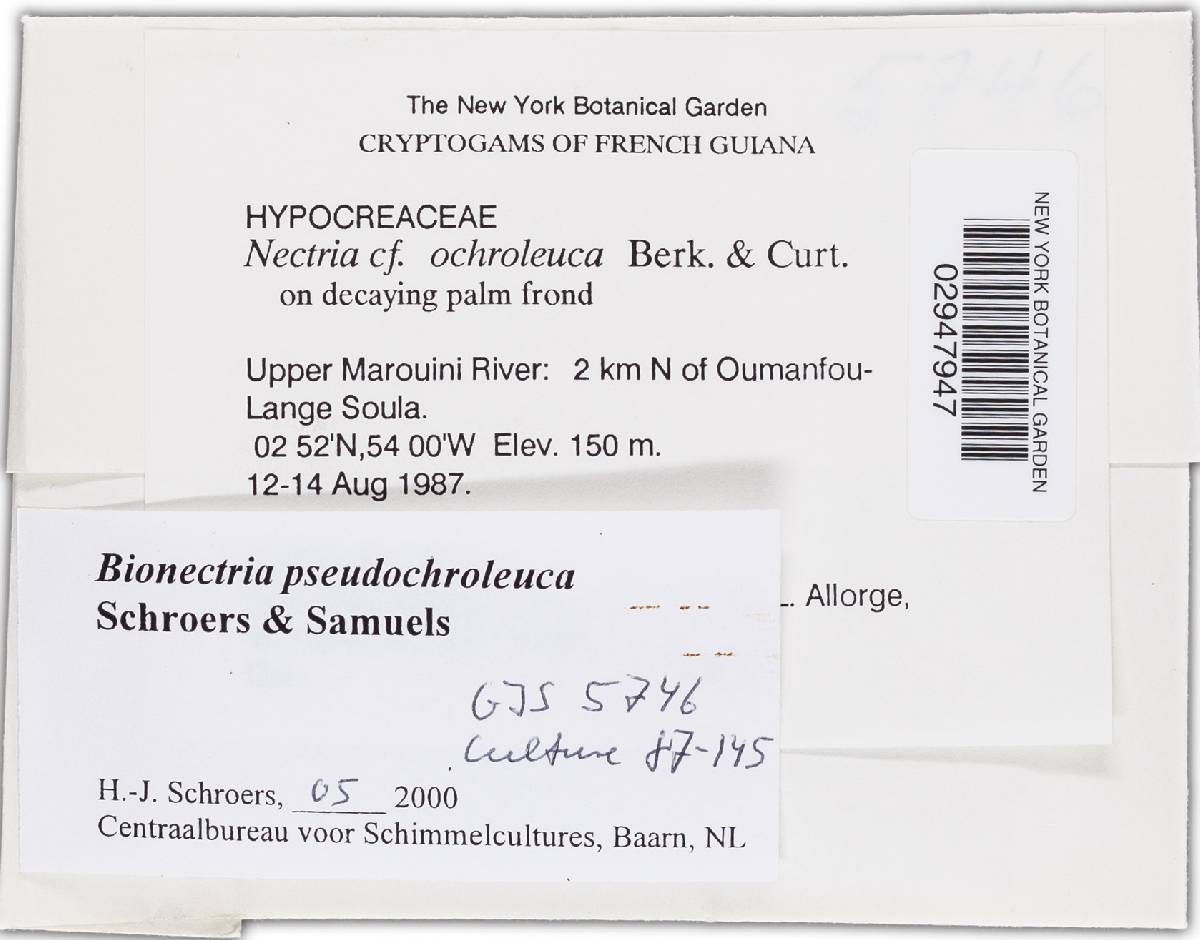 The New York Botanical Garden
CRYPTOGAMS OF FRENCH GUIANA
HYPOCREACEAE
Nectria cf. ochroleuca Berk. & Curt.
on decaying palm frond
Upper Marouini River: 2 km N of Oumanfou-
Lange Soula.
02 52'N,54 00'W Elev. 150 m.
12-14 Aug 1987.
Allorge,
NEW YORK BOTANICAL GARDEN
02947947
Bionectria pseudochroleuca
Schroers & Samuels
GJS 5746
Culture 87-145
H.-J. Schroers, 05 2000
Centraalbureau voor Schimmelcultures, Baarn, NL